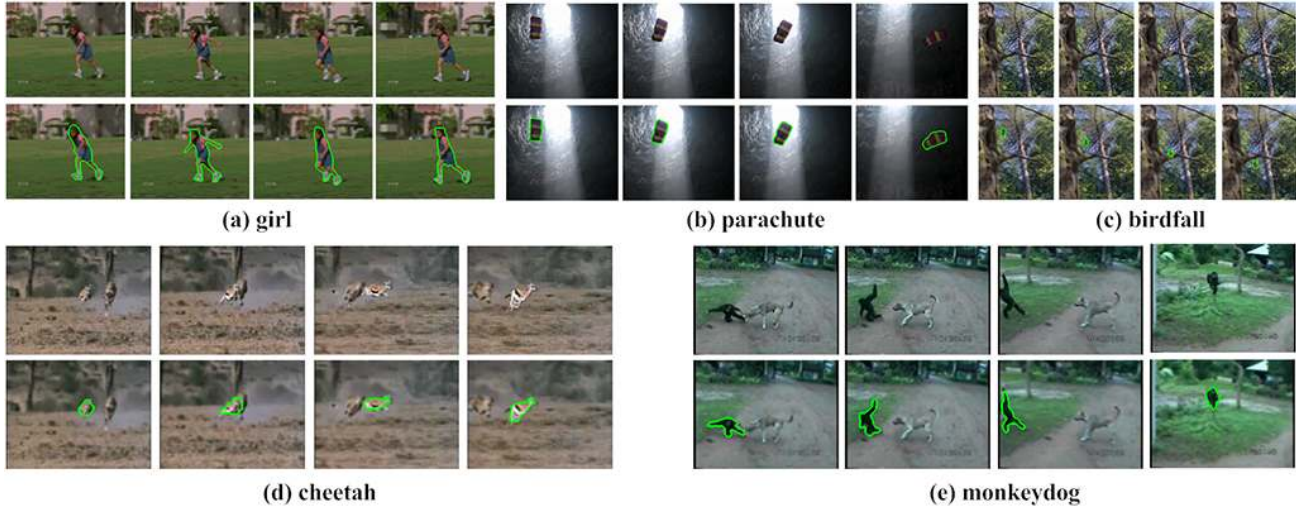 (a) girl
(b) parachute
(c) birdfall
(d) cheetah
(e) monkeydog